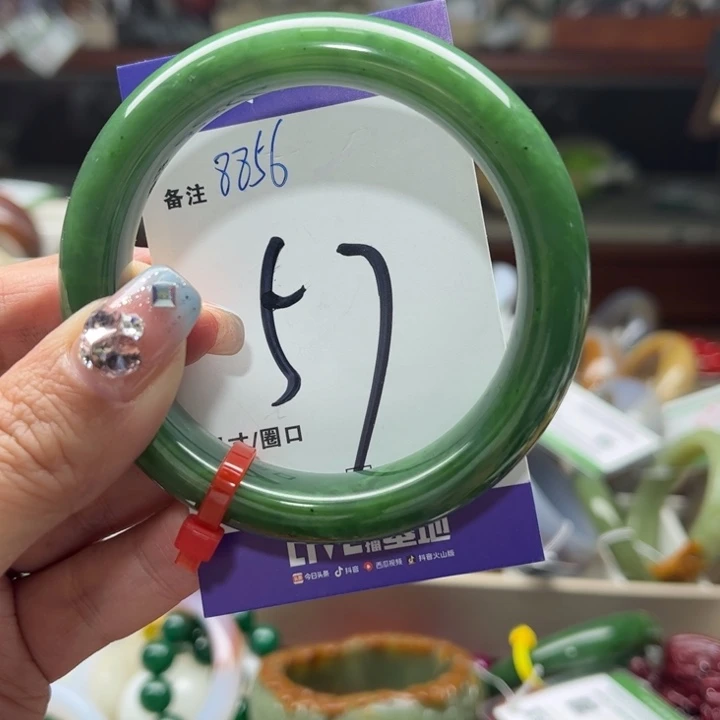 备注 8856
57
寸/圈口
LIVE 播基地
今日头条 抖音 西瓜视频 抖音火山版